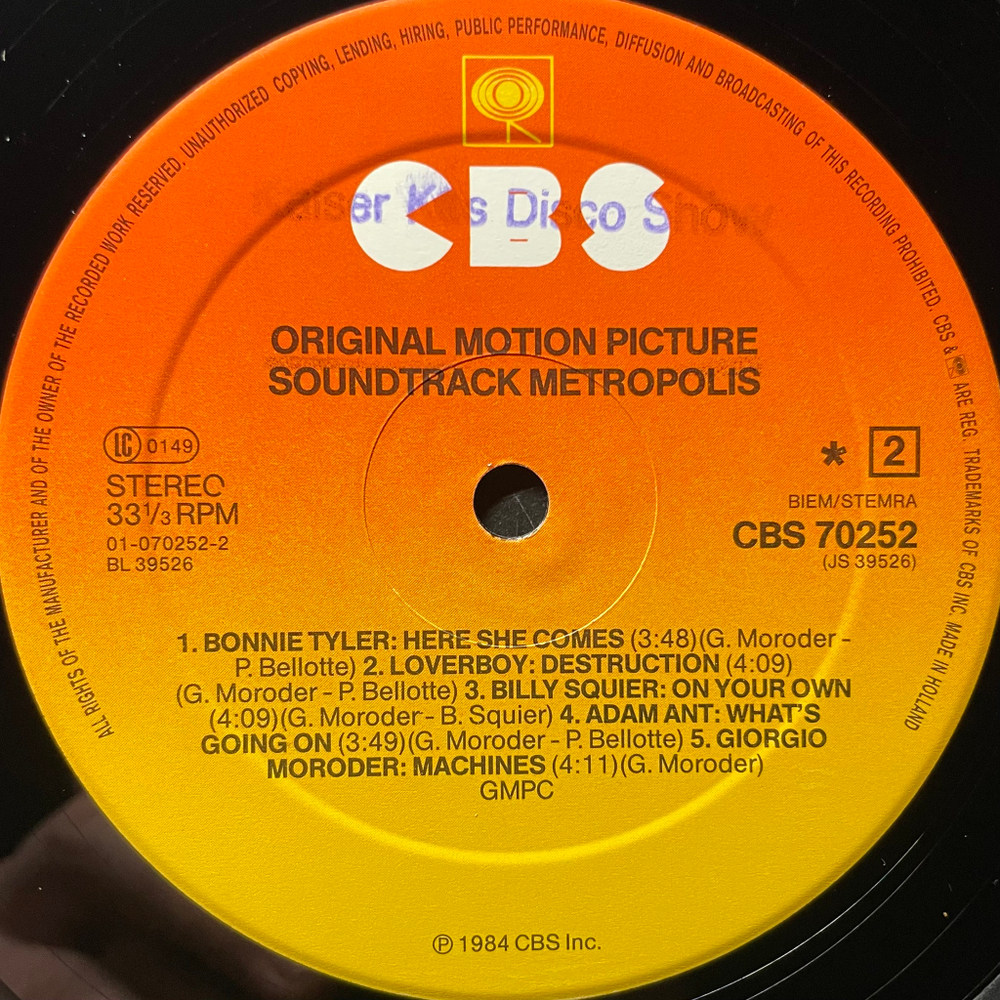 ALL RIGHTS OF THE MANUFACTURER AND OF THE OWNER OF THE RECORDED WORK RESERVED. UNAUTHORIZED COPYING, LENDING, HIRING, PUBLIC PERFORMANCE, DIFFUSION AND BROADCASTING OF THIS RECORDING PROHIBITED. CBS & CBS ARE REG. TRADEMARKS OF CBS INC. MADE IN HOLLAND
CBS
Kaiser Kus Disco Show
ORIGINAL MOTION PICTURE
SOUNDTRACK METROPOLIS
LC 0149
STEREO
33 1/3 RPM
01-070252-2
BL 39526
* 2
BIEM/STEMRA
CBS 70252
(JS 39526)
1. BONNIE TYLER: HERE SHE COMES (3:48)(G. Moroder -
P. Bellotte) 2. LOVERBOY: DESTRUCTION (4:09)
(G. Moroder - P. Bellotte) 3. BILLY SQUIER: ON YOUR OWN
(4:09)(G. Moroder - B. Squier) 4. ADAM ANT: WHAT'S
GOING ON (3:49)(G. Moroder - P. Bellotte) 5. GIORGIO
MORODER: MACHINES (4:11)(G. Moroder)
GMPC
℗ 1984 CBS Inc.